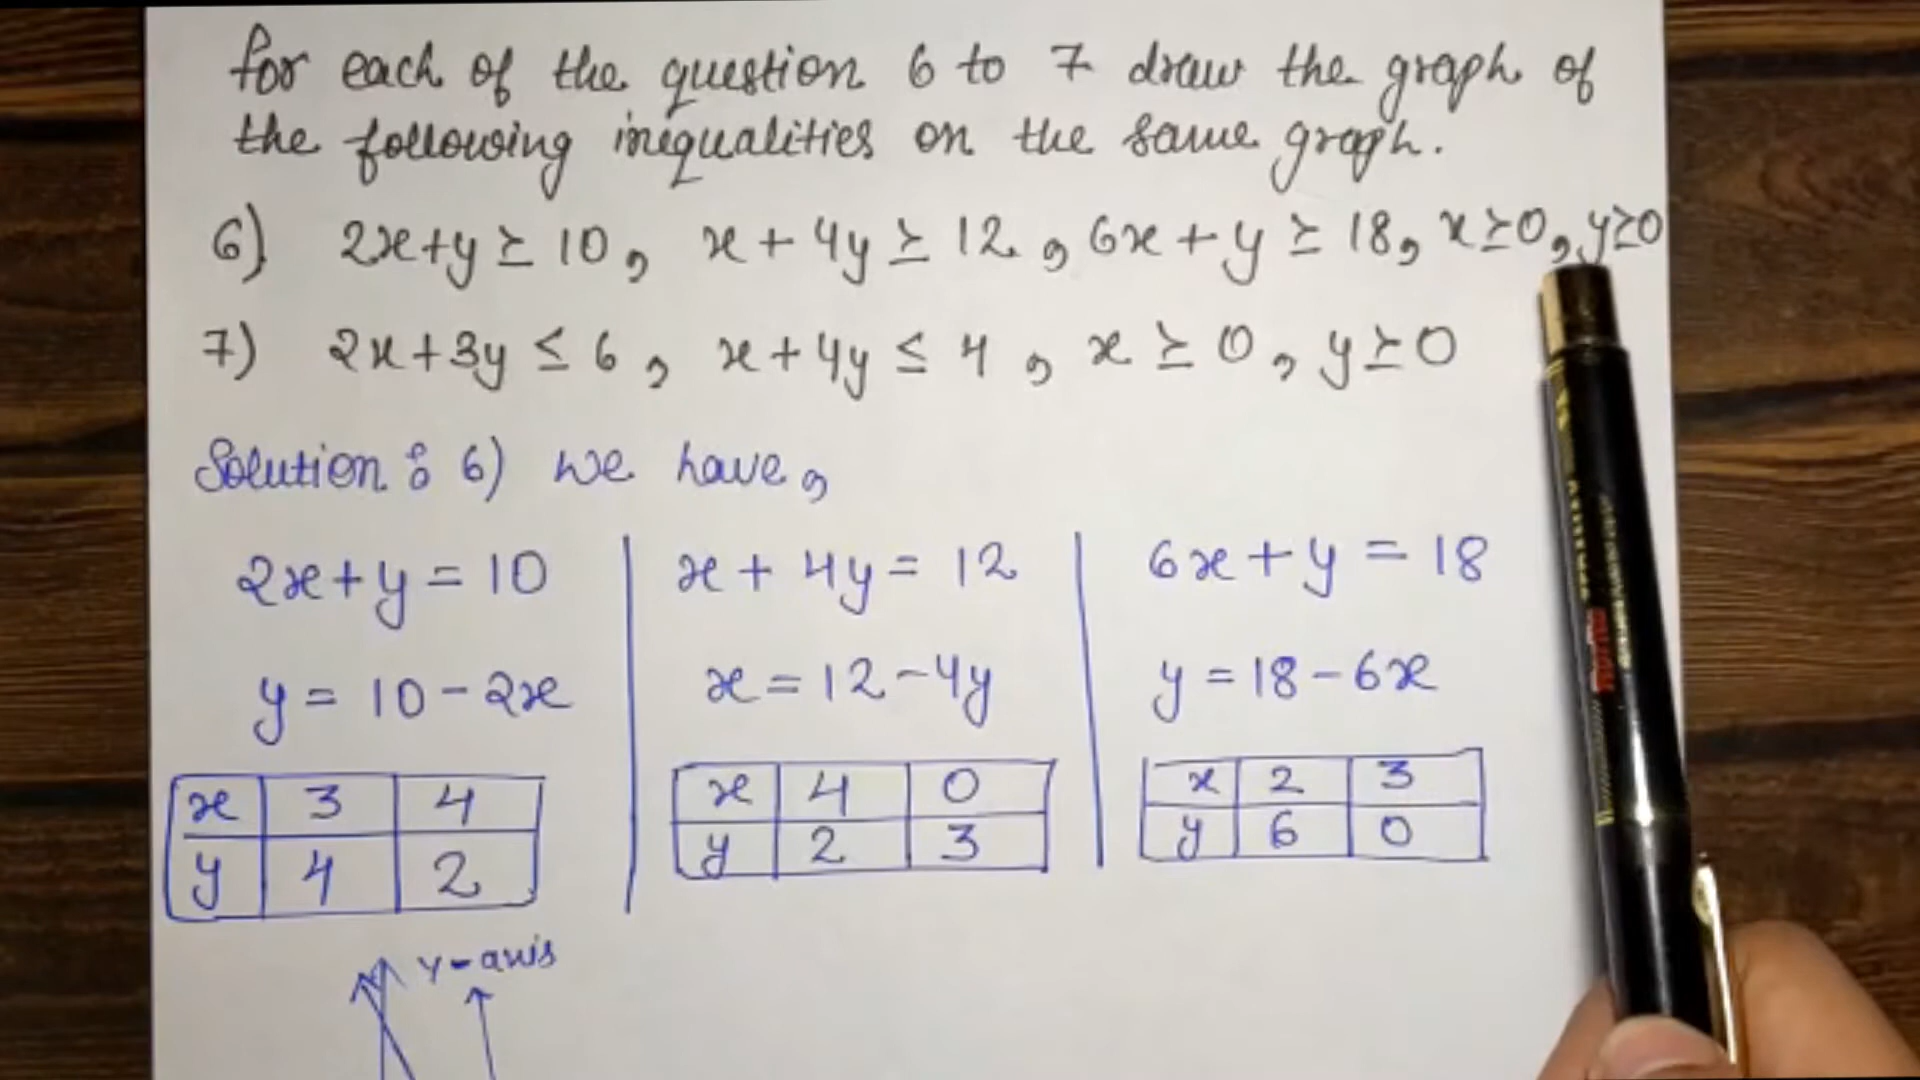 for each of the question 6 to 7 draw the graph of
the following inequalities on the same graph.
6) 2x+y ≥ 10, x + 4y ≥ 12, 6x + y ≥ 18, x≥0, y≥0
7) 2x+3y ≤ 6, x+4y ≤ 4, x ≥ 0, y≥0
Solution: 6) we have,
2x+y = 10 x + 4y = 12 6x + y = 18
y = 10 - 2x x = 12 - 4y y = 18 - 6x
x 3 4 x 4 0 x 2 3
y 4 2 y 2 3 y 6 0
Y-axis